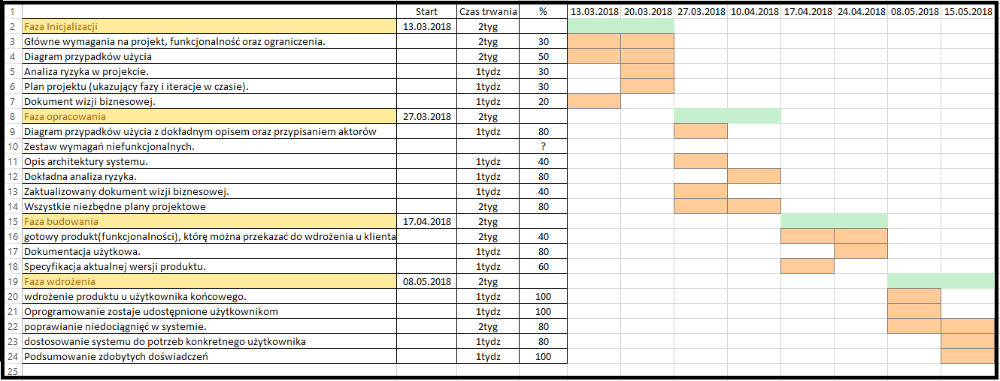 1 Start Czas trwania % 13.03.2018 20.03.2018 27.03.2018 10.04.2018 17.04.2018 24.04.2018 08.05.2018 15.05.2018
2 Faza Inicjalizacji 13.03.2018 2tyg
3 Główne wymagania na projekt, funkcjonalność oraz ograniczenia. 2tyg 30
4 Diagram przypadków użycia 2tyg 50
5 Analiza ryzyka w projekcie. 1tydz 30
6 Plan projektu (ukazujący fazy i iteracje w czasie). 1tydz 30
7 Dokument wizji biznesowej. 1tydz 20
8 Faza opracowania 27.03.2018 2tyg
9 Diagram przypadków użycia z dokładnym opisem oraz przypisaniem aktorów 1tydz 80
10 Zestaw wymagań niefunkcjonalnych. ?
11 Opis architektury systemu. 1tydz 40
12 Dokładna analiza ryzyka. 1tydz 80
13 Zaktualizowany dokument wizji biznesowej. 1tydz 40
14 Wszystkie niezbędne plany projektowe 2tyg 80
15 Faza budowania 17.04.2018 2tyg
16 gotowy produkt(funkcjonalności), którę można przekazać do wdrożenia u klienta 2tyg 40
17 Dokumentacja użytkowa. 1tydz 80
18 Specyfikacja aktualnej wersji produktu. 1tydz 60
19 Faza wdrożenia 08.05.2018 2tyg
20 wdrożenie produktu u użytkownika końcowego. 1tydz 100
21 Oprogramowanie zostaje udostępnione użytkownikom 1tydz 100
22 poprawianie niedociągnięć w systemie. 2tyg 80
23 dostosowanie systemu do potrzeb konkretnego użytkownika 1tydz 80
24 Podsumowanie zdobytych doświadczeń 1tydz 100
25